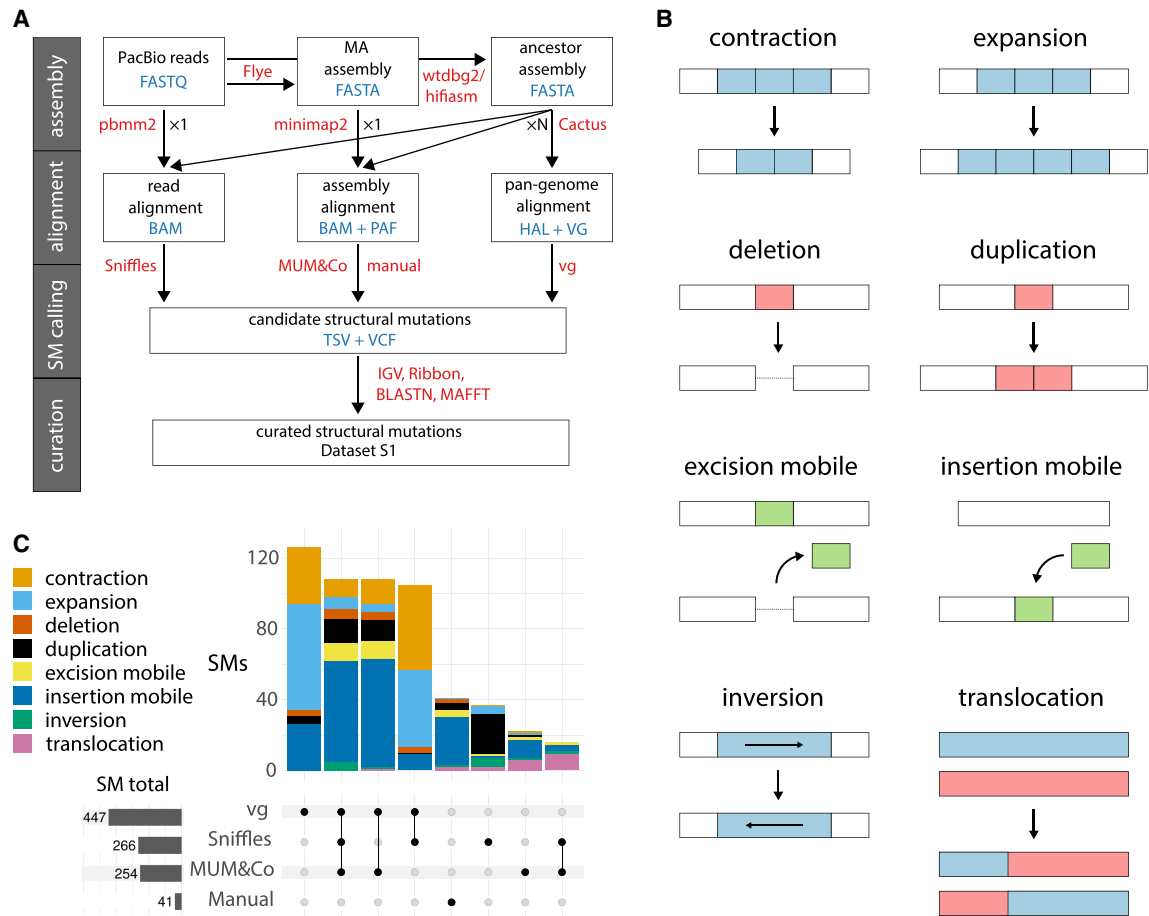 A
assembly
alignment
SM calling
curation
PacBio reads
FASTQ
Flye
MA
assembly
FASTA
wtdbg2/
hifiasm
ancestor
assembly
FASTA
pbmm2
×1
minimap2
×1
×N
Cactus
read
alignment
BAM
assembly
alignment
BAM + PAF
pan-genome
alignment
HAL + VG
Sniffles
MUM&Co
manual
vg
candidate structural mutations
TSV + VCF
IGV, Ribbon,
BLASTN, MAFFT
curated structural mutations
Dataset S1
B
contraction
expansion
deletion
duplication
excision mobile
insertion mobile
inversion
translocation
C
contraction
expansion
deletion
duplication
excision mobile
insertion mobile
inversion
translocation
SMs
120
80
40
0
SM total
447
266
254
41
vg
Sniffles
MUM&Co
Manual